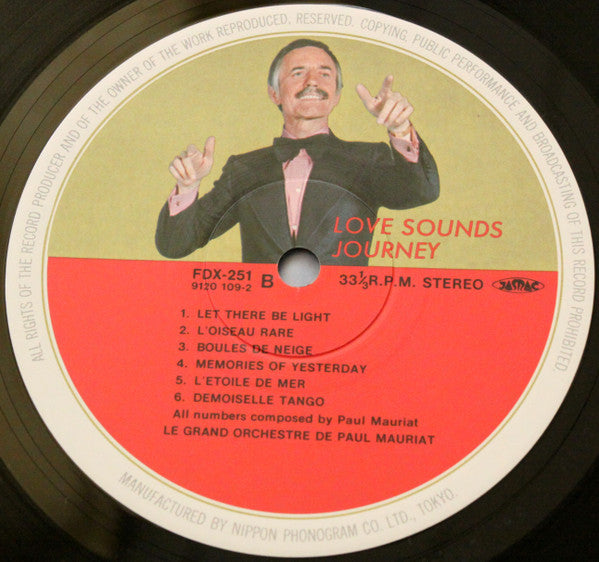 ALL RIGHTS OF THE RECORD PRODUCER AND OF THE OWNER OF THE WORK REPRODUCED, RESERVED. COPYING, PUBLIC PERFORMANCE AND BROADCASTING OF THIS RECORD PROHIBITED.
LOVE SOUNDS
JOURNEY
FDX-251
9120 109-2
B
33⅓R.P.M. STEREO
JASRAC
1. LET THERE BE LIGHT
2. L'OISEAU RARE
3. BOULES DE NEIGE
4. MEMORIES OF YESTERDAY
5. L'ETOILE DE MER
6. DEMOISELLE TANGO
All numbers composed by Paul Mauriat
LE GRAND ORCHESTRE DE PAUL MAURIAT
MANUFACTURED BY NIPPON PHONOGRAM CO. LTD., TOKYO.